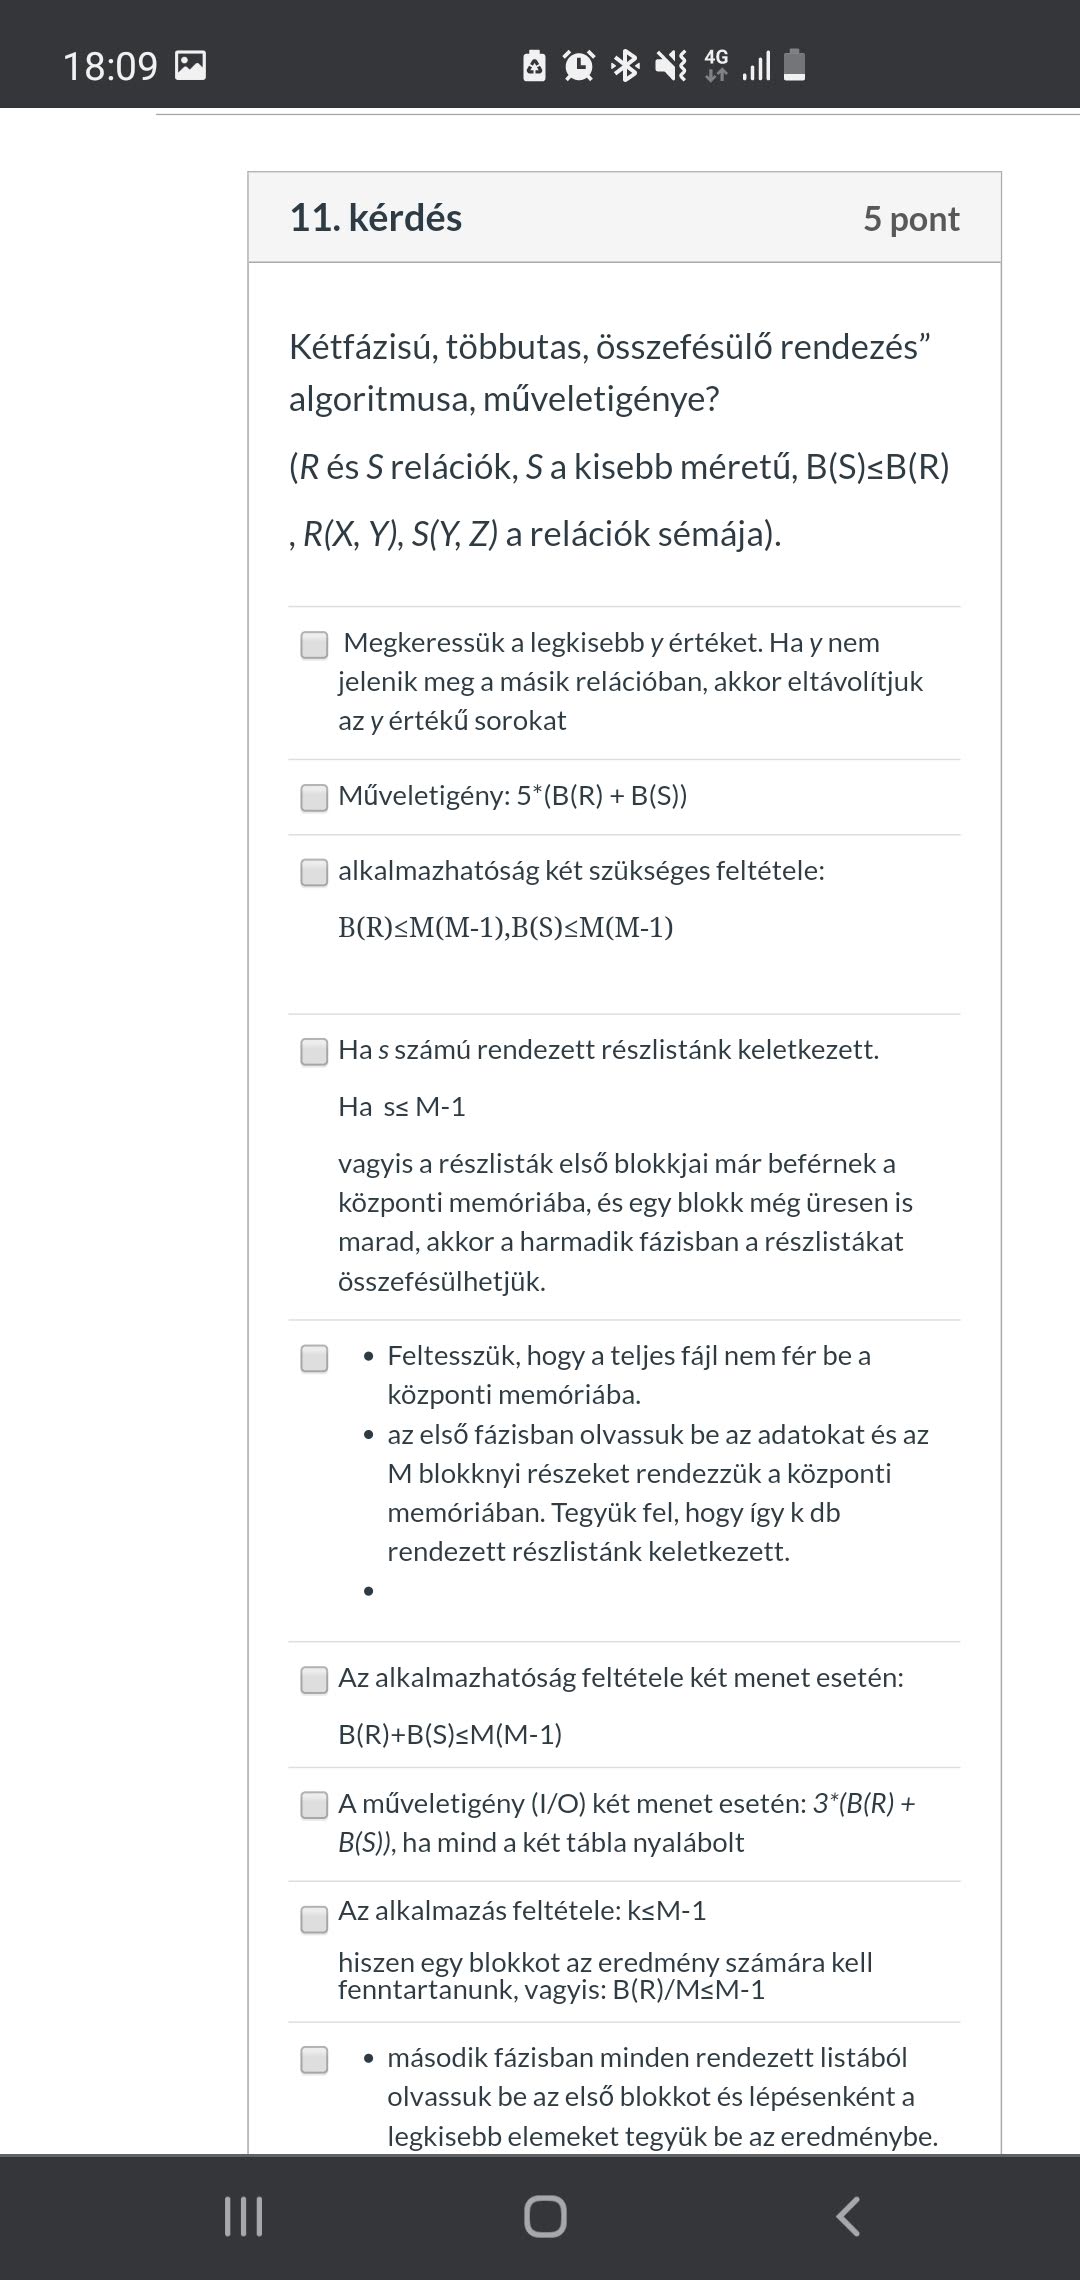 18:09
4G
11. kérdés 5 pont
Kétfázisú, többutas, összefésülő rendezés”
algoritmusa, műveletigénye?
(R és S relációk, S a kisebb méretű, B(S)≤B(R)
, R(X, Y), S(Y, Z) a relációk sémája).
Megkeressük a legkisebb y értéket. Ha y nem
jelenik meg a másik relációban, akkor eltávolítjuk
az y értékű sorokat
Műveletigény: 5*(B(R) + B(S))
alkalmazhatóság két szükséges feltétele:
B(R)≤M(M-1),B(S)≤M(M-1)
Ha s számú rendezett részlistánk keletkezett.
Ha s≤ M-1
vagyis a részlisták első blokkjai már beférnek a
központi memóriába, és egy blokk még üresen is
marad, akkor a harmadik fázisban a részlistákat
összefésülhetjük.
• Feltesszük, hogy a teljes fájl nem fér be a
központi memóriába.
• az első fázisban olvassuk be az adatokat és az
M blokknyi részeket rendezzük a központi
memóriában. Tegyük fel, hogy így k db
rendezett részlistánk keletkezett.
•
Az alkalmazhatóság feltétele két menet esetén:
B(R)+B(S)≤M(M-1)
A műveletigény (I/O) két menet esetén: 3*(B(R) +
B(S)), ha mind a két tábla nyalábolt
Az alkalmazás feltétele: k≤M-1
hiszen egy blokkot az eredmény számára kell
fenntartanunk, vagyis: B(R)/M≤M-1
• második fázisban minden rendezett listából
olvassuk be az első blokkot és lépésenként a
legkisebb elemeket tegyük be az eredménybe.